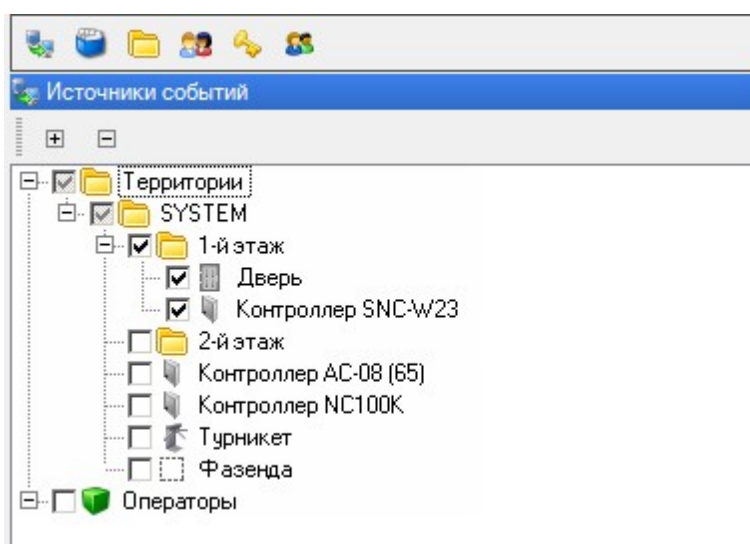 Источники событий
Территории
SYSTEM
1-й этаж
Дверь
Контроллер SNC-W23
2-й этаж
Контроллер AC-08 (65)
Контроллер NC100K
Турникет
Фазенда
Операторы